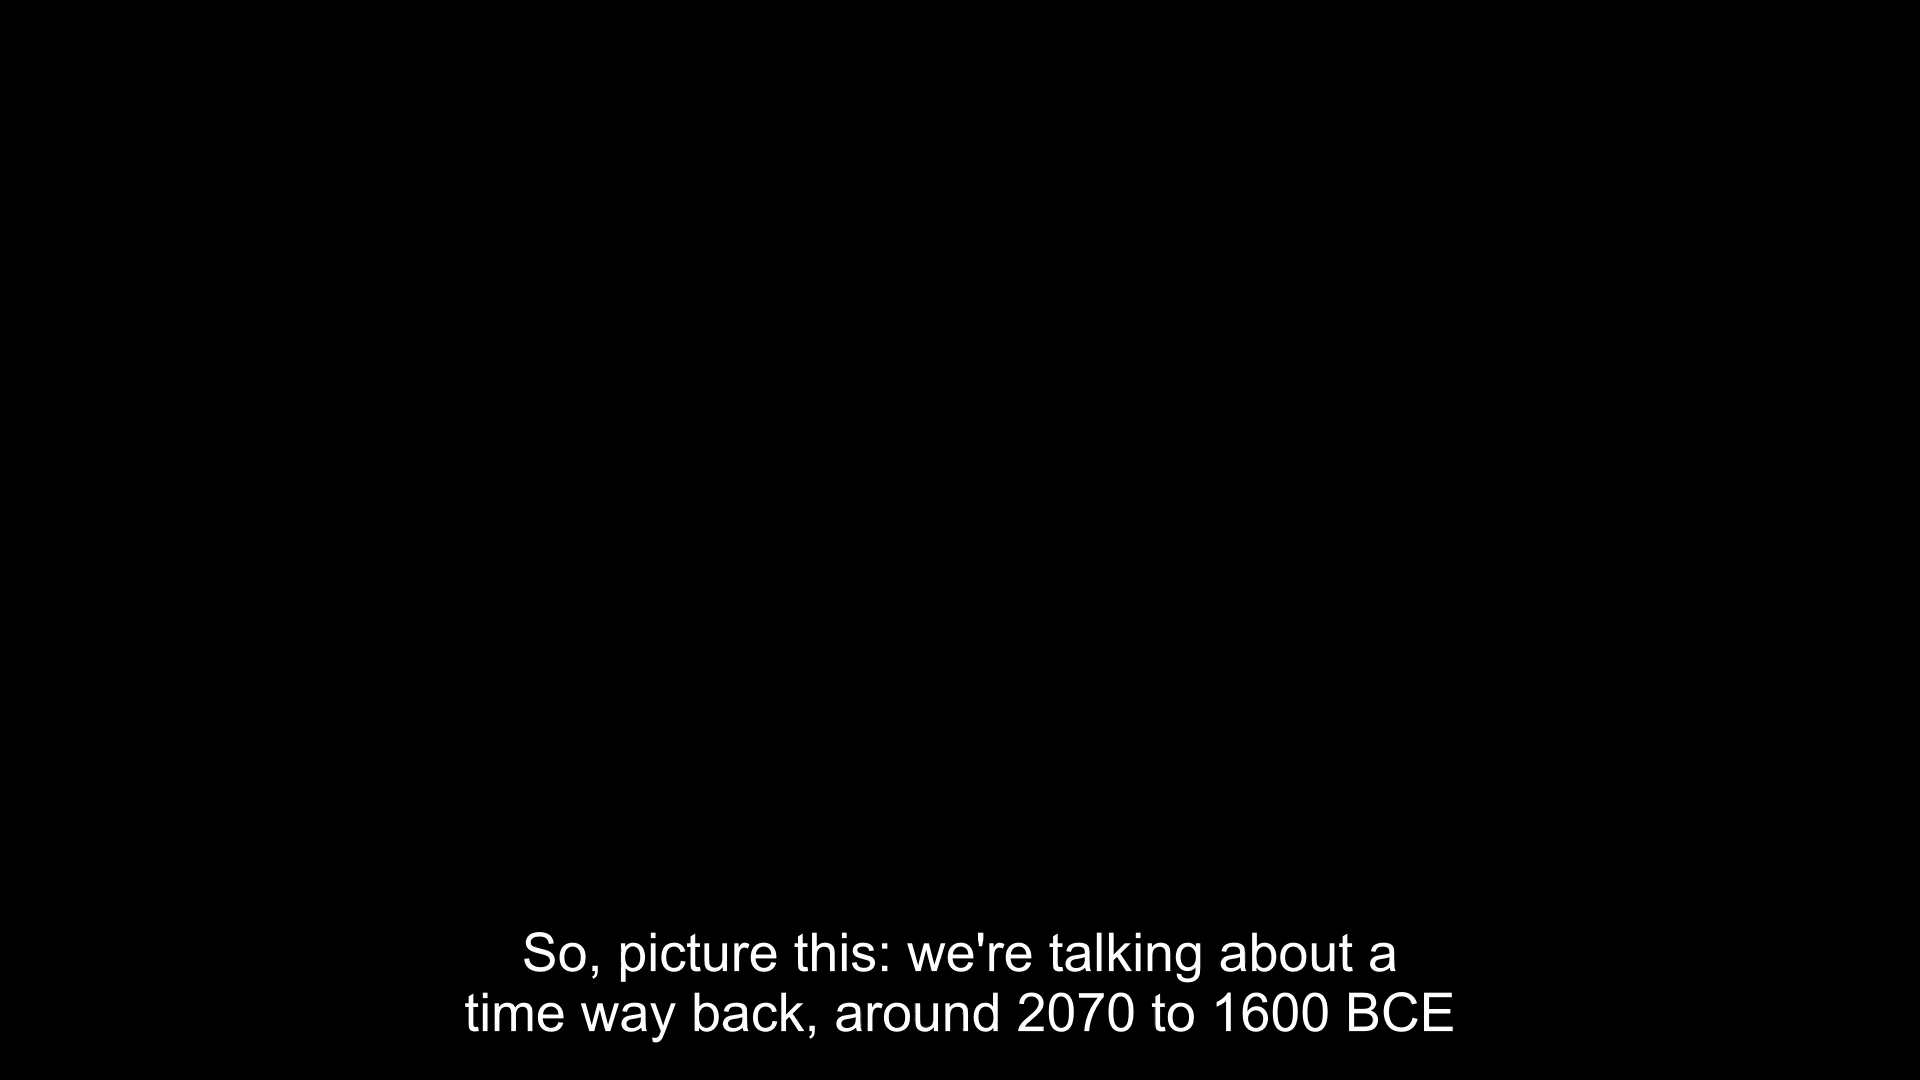 So, picture this: we're talking about a
time way back, around 2070 to 1600 BCE